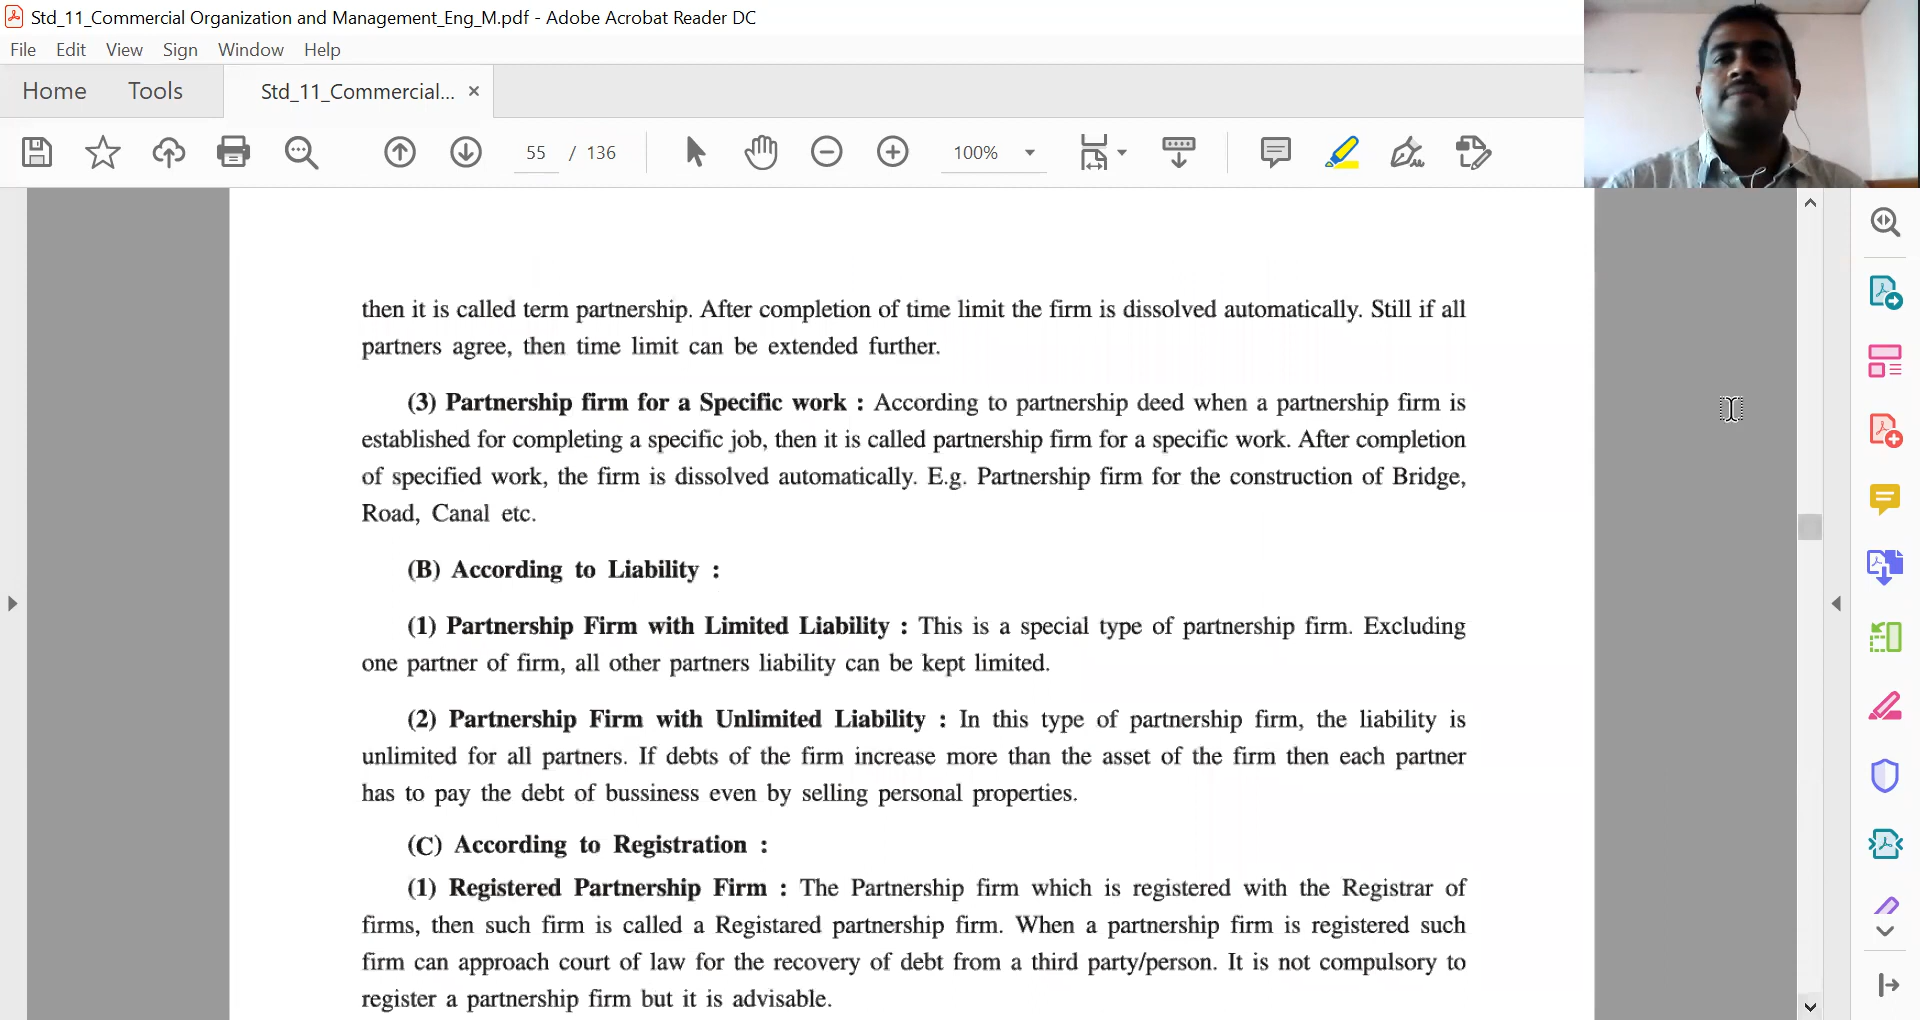 Std_11_Commercial Organization and Management_Eng_M.pdf - Adobe Acrobat Reader DC
File Edit View Sign Window Help
Home Tools Std_11_Commercial... ×
55 / 136 100%
then it is called term partnership. After completion of time limit the firm is dissolved automatically. Still if all
partners agree, then time limit can be extended further.
(3) Partnership firm for a Specific work : According to partnership deed when a partnership firm is
established for completing a specific job, then it is called partnership firm for a specific work. After completion
of specified work, the firm is dissolved automatically. E.g. Partnership firm for the construction of Bridge,
Road, Canal etc.
(B) According to Liability :
(1) Partnership Firm with Limited Liability : This is a special type of partnership firm. Excluding
one partner of firm, all other partners liability can be kept limited.
(2) Partnership Firm with Unlimited Liability : In this type of partnership firm, the liability is
unlimited for all partners. If debts of the firm increase more than the asset of the firm then each partner
has to pay the debt of bussiness even by selling personal properties.
(C) According to Registration :
(1) Registered Partnership Firm : The Partnership firm which is registered with the Registrar of
firms, then such firm is called a Registared partnership firm. When a partnership firm is registered such
firm can approach court of law for the recovery of debt from a third party/person. It is not compulsory to
register a partnership firm but it is advisable.